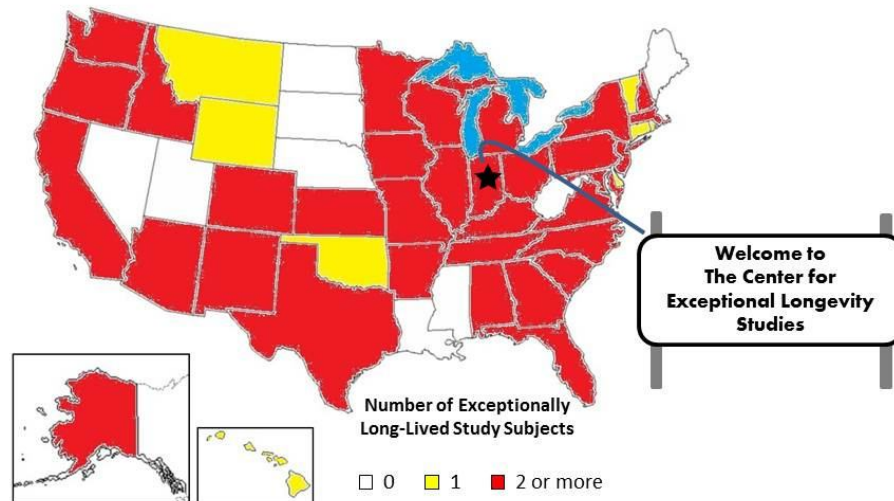 Welcome to
The Center for
Exceptional Longevity
Studies
Number of Exceptionally
Long-Lived Study Subjects
0 1 2 or more